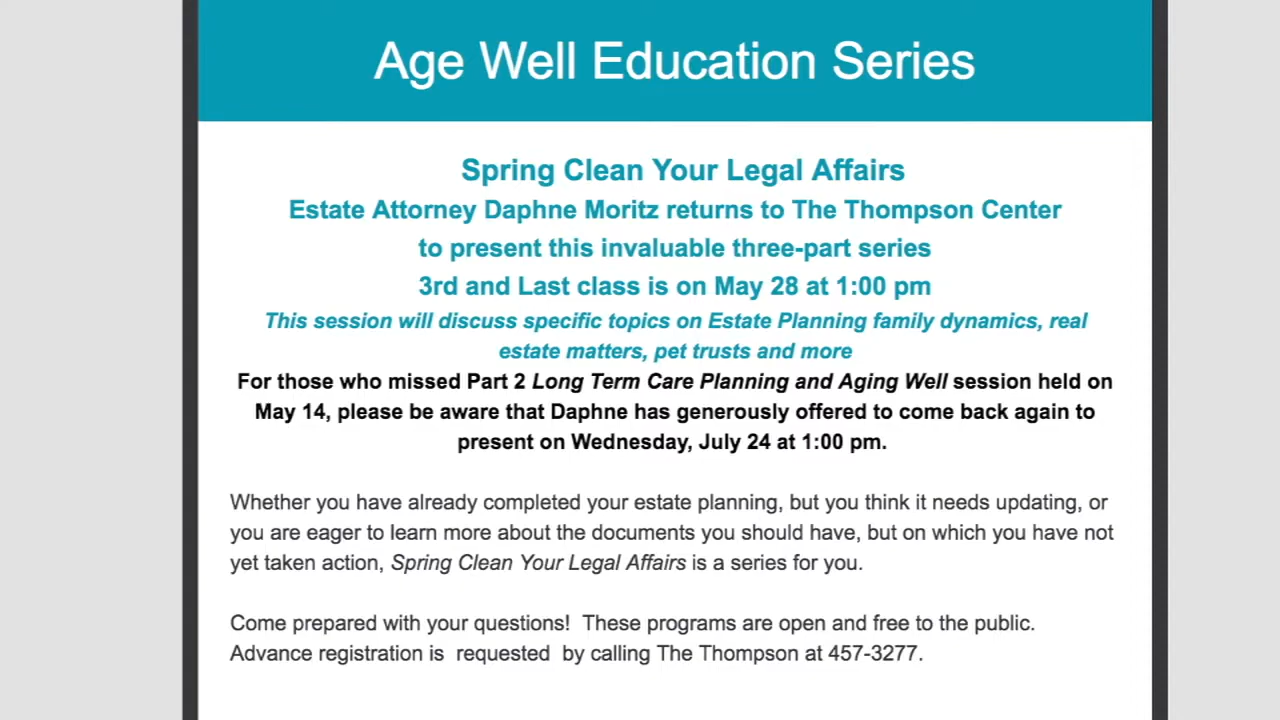 Age Well Education Series
Spring Clean Your Legal Affairs
Estate Attorney Daphne Moritz returns to The Thompson Center
to present this invaluable three-part series
3rd and Last class is on May 28 at 1:00 pm
This session will discuss specific topics on Estate Planning family dynamics, real
estate matters, pet trusts and more
For those who missed Part 2 Long Term Care Planning and Aging Well session held on
May 14, please be aware that Daphne has generously offered to come back again to
present on Wednesday, July 24 at 1:00 pm.
Whether you have already completed your estate planning, but you think it needs updating, or
you are eager to learn more about the documents you should have, but on which you have not
yet taken action, Spring Clean Your Legal Affairs is a series for you.
Come prepared with your questions!  These programs are open and free to the public.
Advance registration is  requested  by calling The Thompson at 457-3277.